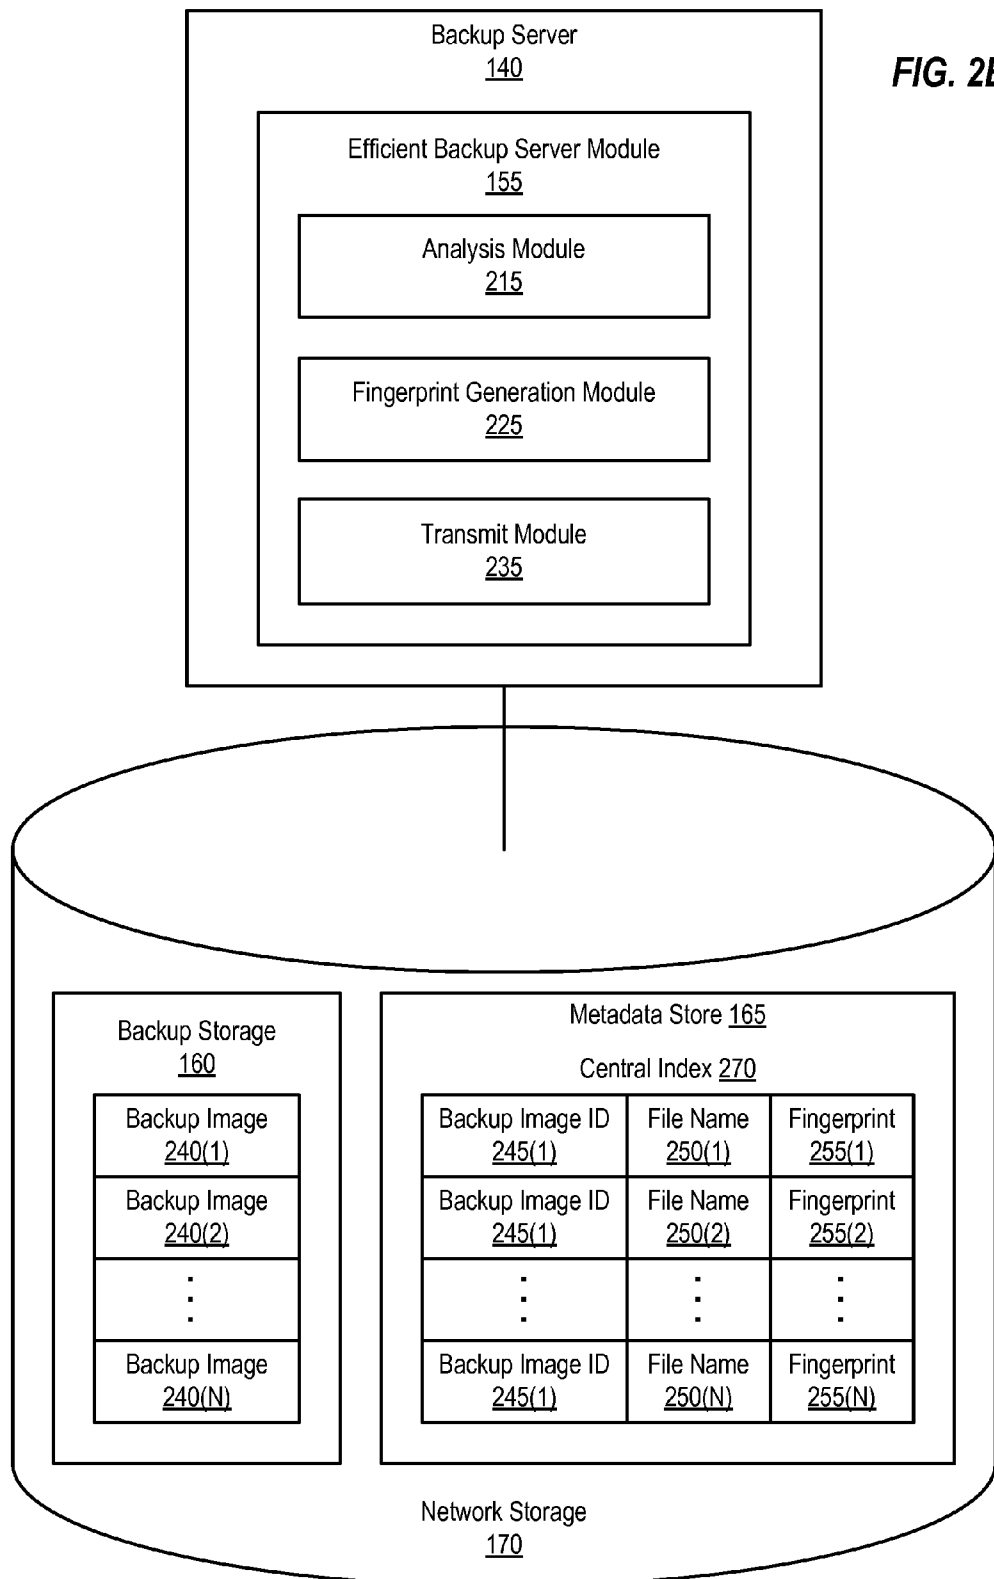 Backup Server
140
FIG. 2B
Efficient Backup Server Module
155
Analysis Module
215
Fingerprint Generation Module
225
Transmit Module
235
Backup Storage
160
Backup Image
240(1)
Backup Image
240(2)
Backup Image
240(N)
Metadata Store 165
Central Index 270
Backup Image ID
245(1)
File Name
250(1)
Fingerprint
255(1)
Backup Image ID
245(1)
File Name
250(2)
Fingerprint
255(2)
Backup Image ID
245(1)
File Name
250(N)
Fingerprint
255(N)
Network Storage
170